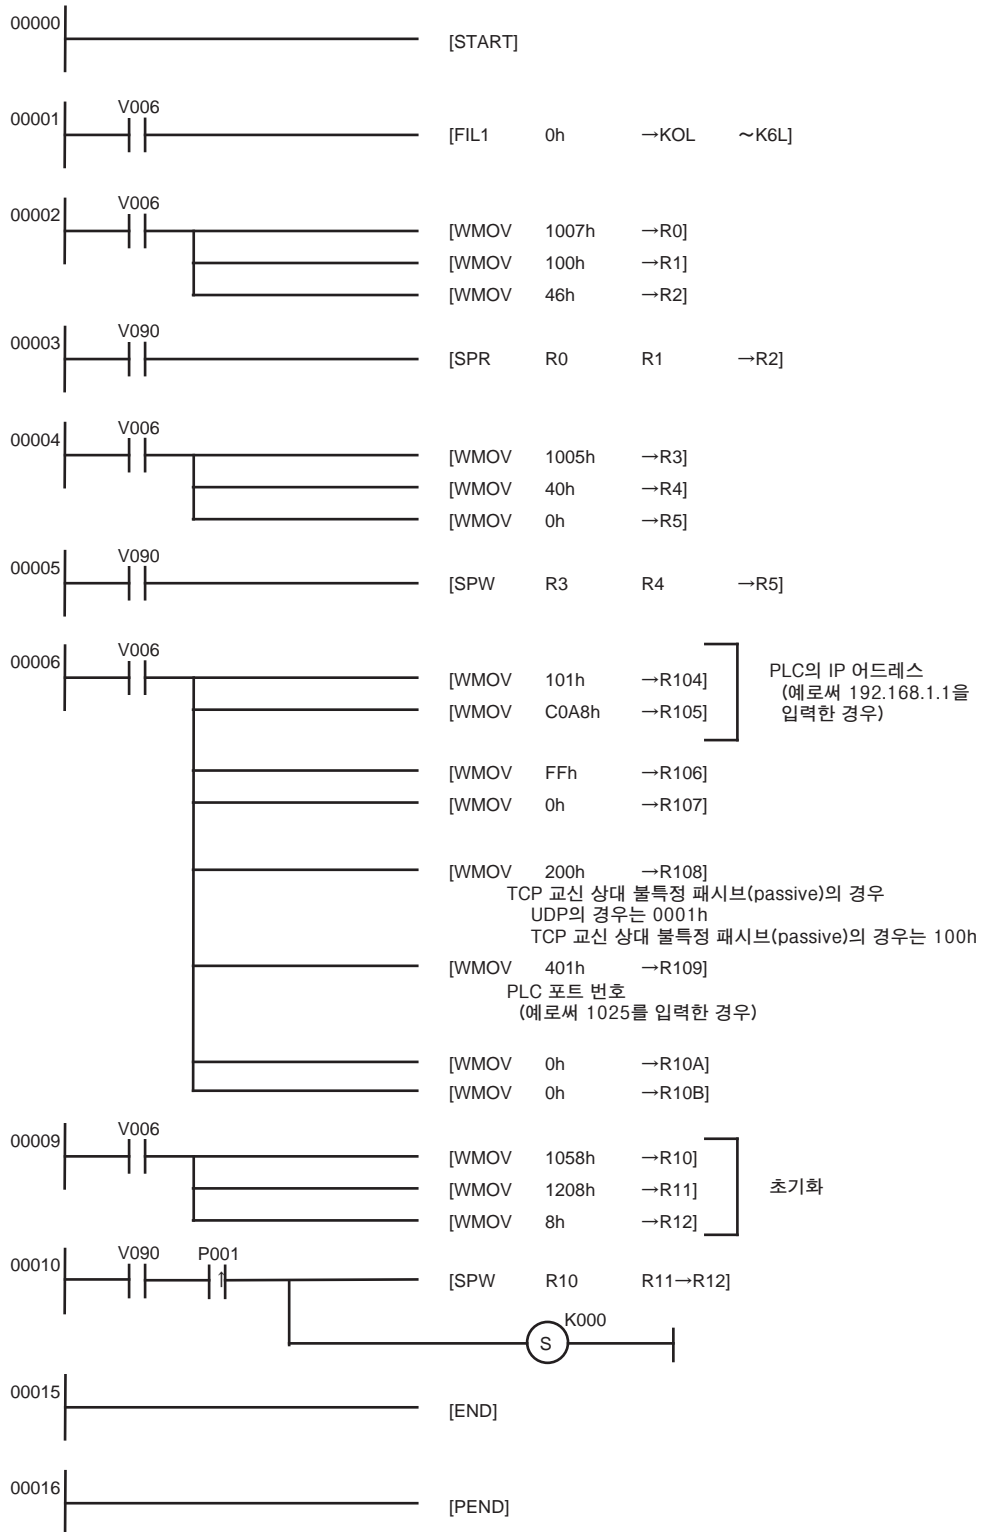 00000
[START]
V006
00001
[FIL1 0h →KOL ～K6L]
V006
00002
[WMOV 1007h →R0]
[WMOV 100h →R1]
[WMOV 46h →R2]
V090
00003
[SPR R0 R1 →R2]
V006
00004
[WMOV 1005h →R3]
[WMOV 40h →R4]
[WMOV 0h →R5]
V090
00005
[SPW R3 R4 →R5]
V006
00006
[WMOV 101h →R104]
[WMOV C0A8h →R105]
PLC의 IP 어드레스
(예로써 192.168.1.1을
입력한 경우)
[WMOV FFh →R106]
[WMOV 0h →R107]
[WMOV 200h →R108]
TCP 교신 상대 불특정 패시브(passive)의 경우
UDP의 경우는 0001h
TCP 교신 상대 불특정 패시브(passive)의 경우는 100h
[WMOV 401h →R109]
PLC 포트 번호
(예로써 1025를 입력한 경우)
[WMOV 0h →R10A]
[WMOV 0h →R10B]
V006
00009
[WMOV 1058h →R10]
[WMOV 1208h →R11]
[WMOV 8h →R12]
초기화
V090 P001
00010
↑
[SPW R10 R11→R12]
K000
S
00015
[END]
00016
[PEND]